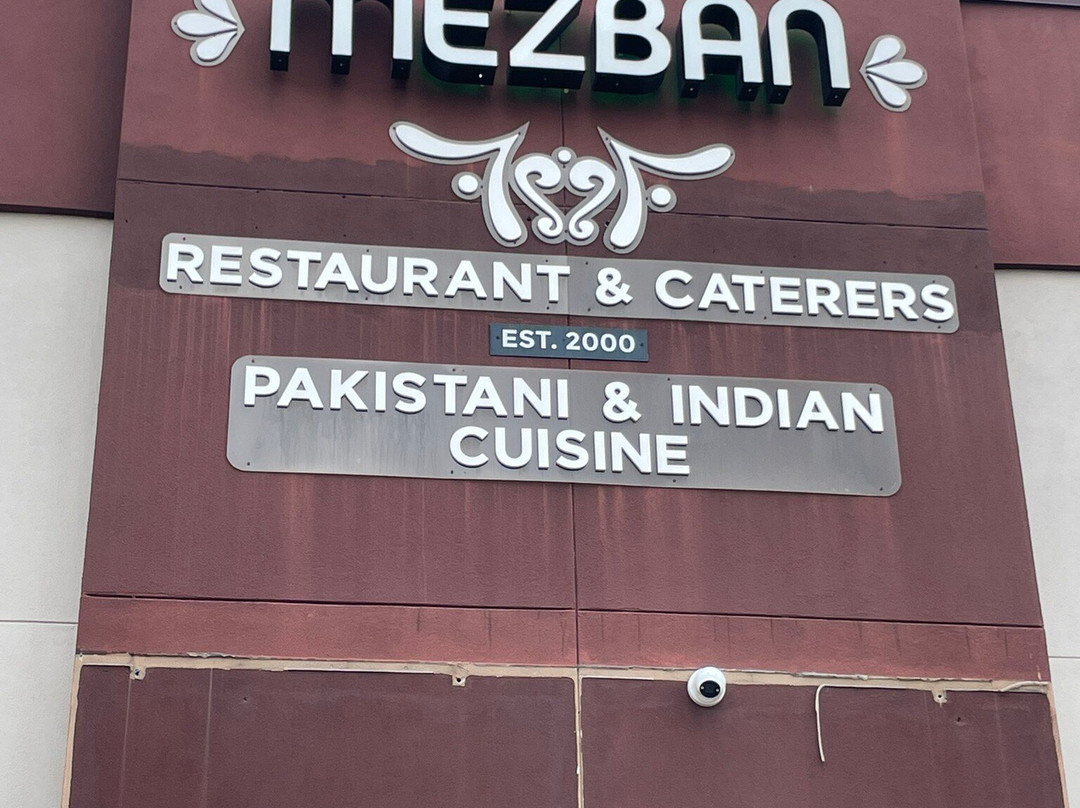 MEZBAN
RESTAURANT & CATERERS
EST. 2000
PAKISTANI & INDIAN
CUISINE